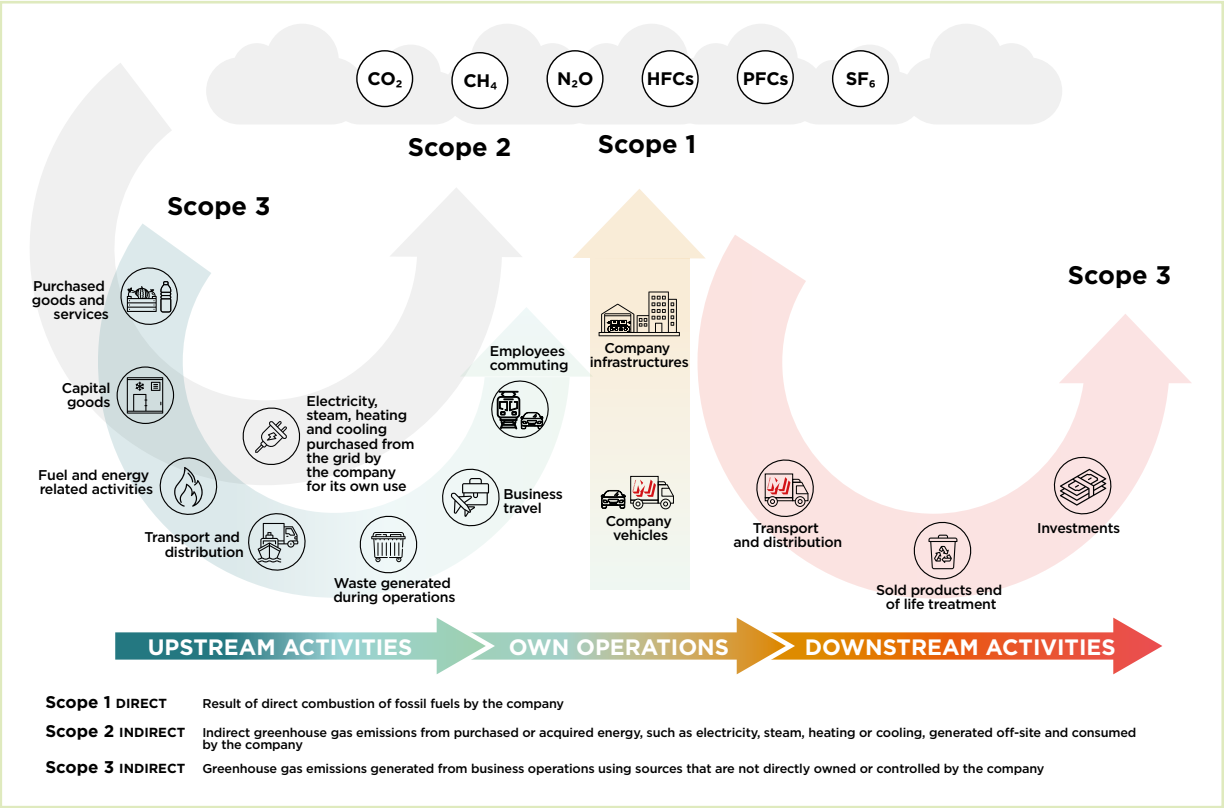 CO₂
CH₄
N₂O
HFCs
PFCs
SF₆
Scope 2
Scope 1
Scope 3
Scope 3
Purchased
goods and
services
Capital
goods
Fuel and energy
related activities
Transport and
distribution
Electricity,
steam, heating
and cooling
purchased from
the grid by
the company
for its own use
Waste generated
during operations
Business
travel
Employees
commuting
Company
infrastructures
Company
vehicles
Transport
and distribution
Sold products end
of life treatment
Investments
UPSTREAM ACTIVITIES
OWN OPERATIONS
DOWNSTREAM ACTIVITIES
Scope 1 DIRECT Result of direct combustion of fossil fuels by the company
Scope 2 INDIRECT Indirect greenhouse gas emissions from purchased or acquired energy, such as electricity, steam, heating or cooling, generated off-site and consumed
by the company
Scope 3 INDIRECT Greenhouse gas emissions generated from business operations using sources that are not directly owned or controlled by the company